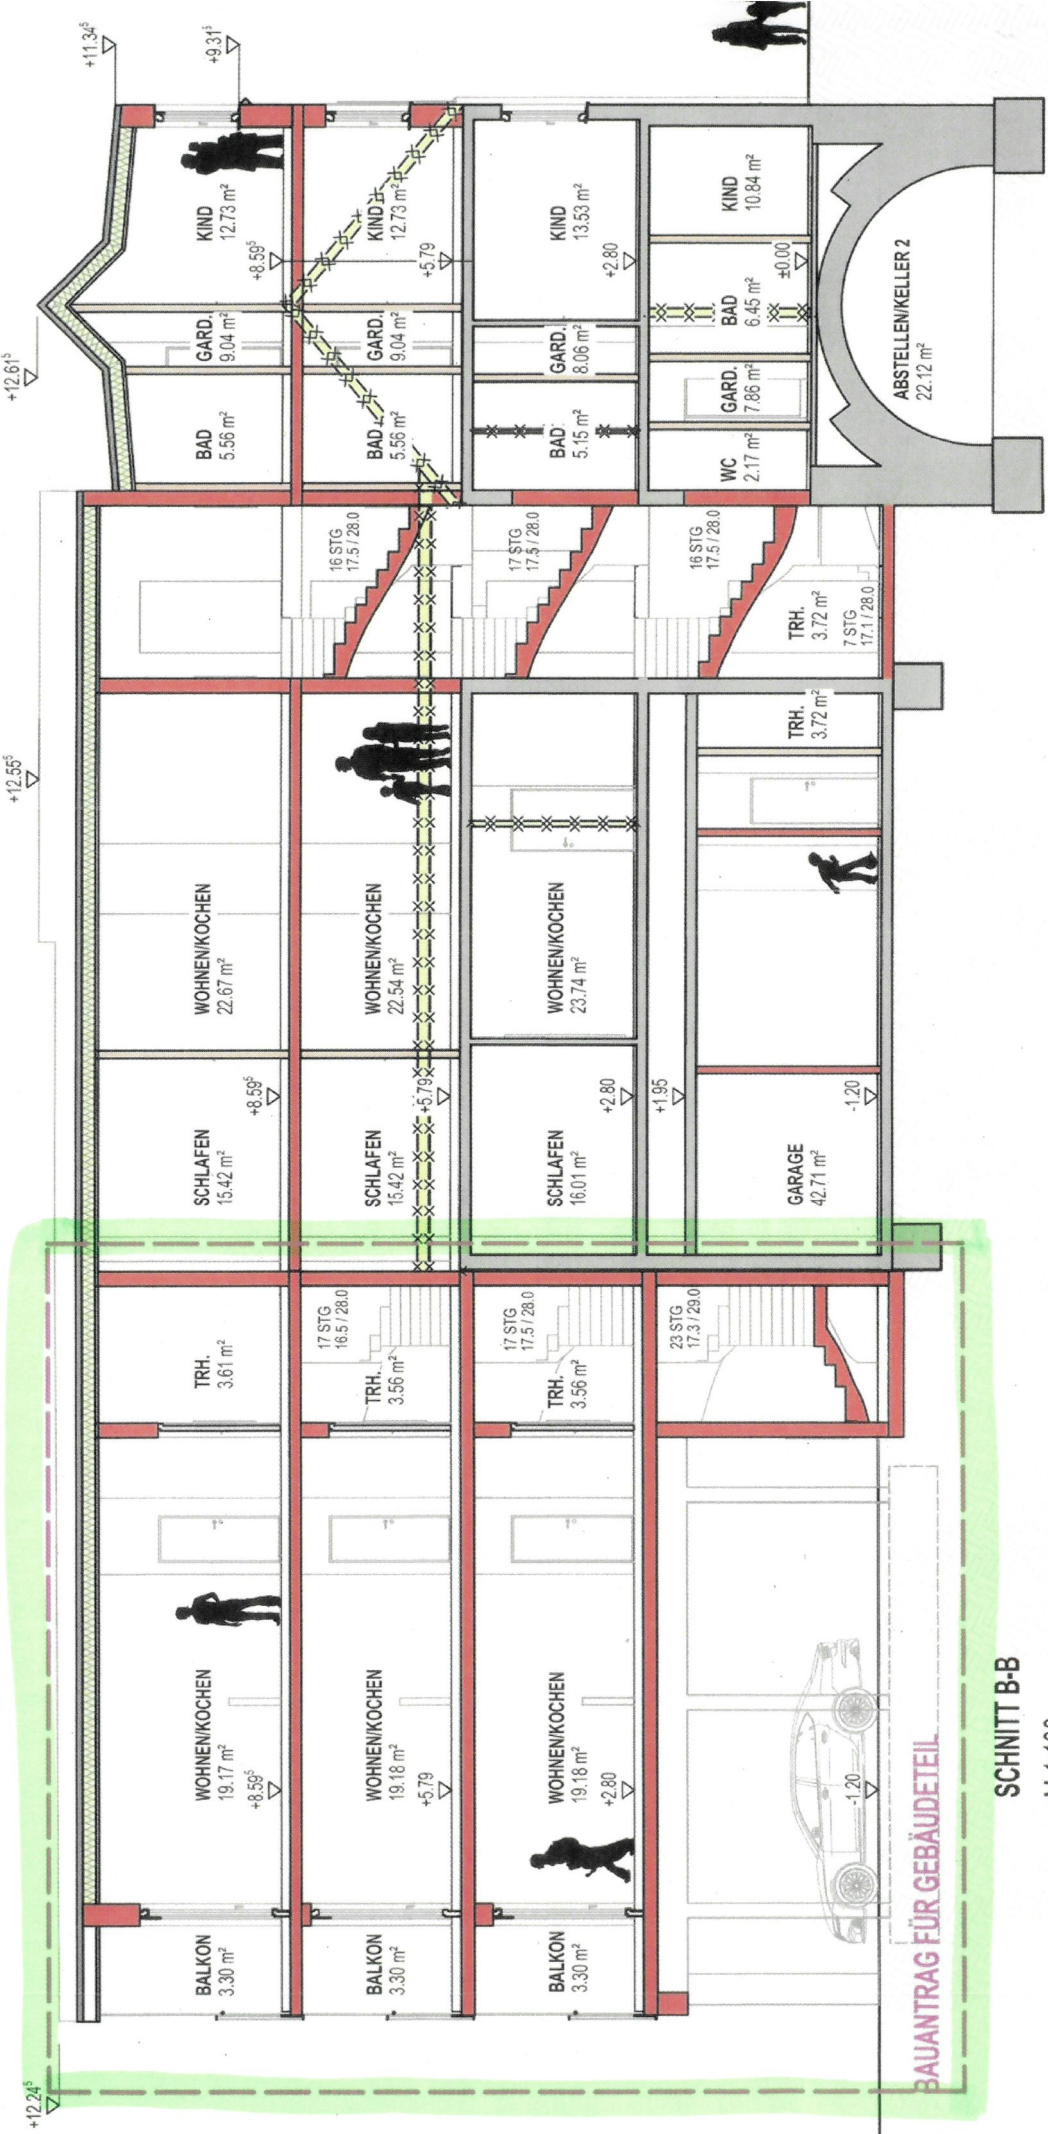 +12.24⁵
+12.55⁵
+12.61⁵
+11.34⁵
+9.31⁵
BALKON
3.30 m²
WOHNEN/KOCHEN
19.17 m²
+8.59⁵
TRH.
3.61 m²
SCHLAFEN
15.42 m²
+8.59⁵
WOHNEN/KOCHEN
22.67 m²
BAD
5.56 m²
GARD.
9.04 m²
KIND
12.73 m²
+8.59⁵
BALKON
3.30 m²
WOHNEN/KOCHEN
19.18 m²
+5.79
17 STG
16.5 / 28.0
TRH.
3.56 m²
SCHLAFEN
15.42 m²
+5.79
WOHNEN/KOCHEN
22.54 m²
16 STG
17.5 / 28.0
BAD
5.56 m²
GARD.
9.04 m²
KIND
12.73 m²
+5.79
BALKON
3.30 m²
WOHNEN/KOCHEN
19.18 m²
+2.80
17 STG
17.5 / 28.0
TRH.
3.56 m²
SCHLAFEN
16.01 m²
+2.80
WOHNEN/KOCHEN
23.74 m²
17 STG
17.5 / 28.0
BAD
5.15 m²
GARD.
8.06 m²
KIND
13.53 m²
+2.80
-1.20
23 STG
17.3 / 29.0
+1.95
GARAGE
42.71 m²
-1.20
TRH.
3.72 m²
16 STG
17.5 / 28.0
TRH.
3.72 m²
7 STG
17.1 / 28.0
WC
2.17 m²
GARD.
7.86 m²
BAD
6.45 m²
±0.00
KIND
10.84 m²
ABSTELLEN/KELLER 2
22.12 m²
BAUANTRAG FÜR GEBÄUDETEIL
SCHNITT B-B